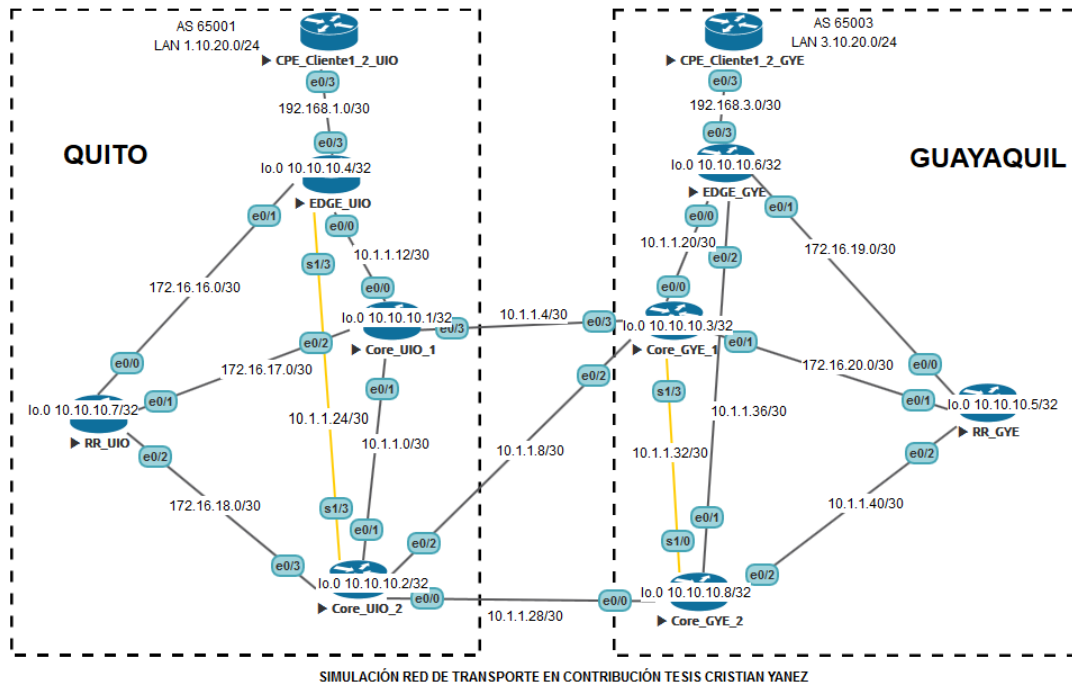 AS 65001
LAN 1.10.20.0/24
CPE_Cliente1_2_UIO
e0/3
192.168.1.0/30
e0/3
QUITO
lo.0 10.10.10.4/32
EDGE_UIO
e0/1
e0/0
s1/3
10.1.1.12/30
172.16.16.0/30
e0/0
lo.0 10.10.10.1/32
e0/3
Core_UIO_1
e0/2
172.16.17.0/30
e0/0
e0/1
e0/1
lo.0 10.10.10.7/32
RR_UIO
10.1.1.24/30
10.1.1.0/30
e0/2
172.16.18.0/30
s1/3
e0/1
e0/2
e0/3
lo.0 10.10.10.2/32
e0/0
Core_UIO_2
10.1.1.4/30
10.1.1.8/30
10.1.1.28/30
AS 65003
LAN 3.10.20.0/24
CPE_Cliente1_2_GYE
e0/3
192.168.3.0/30
e0/3
GUAYAQUIL
lo.0 10.10.10.6/32
EDGE_GYE
e0/0
e0/1
10.1.1.20/30
e0/2
172.16.19.0/30
e0/0
e0/3
lo.0 10.10.10.3/32
Core_GYE_1
e0/1
172.16.20.0/30
e0/2
s1/3
e0/0
e0/1
lo.0 10.10.10.5/32
RR_GYE
10.1.1.36/30
10.1.1.32/30
e0/2
10.1.1.40/30
e0/1
s1/0
e0/2
e0/0
lo.0 10.10.10.8/32
Core_GYE_2
SIMULACIÓN RED DE TRANSPORTE EN CONTRIBUCIÓN TESIS CRISTIAN YANEZ